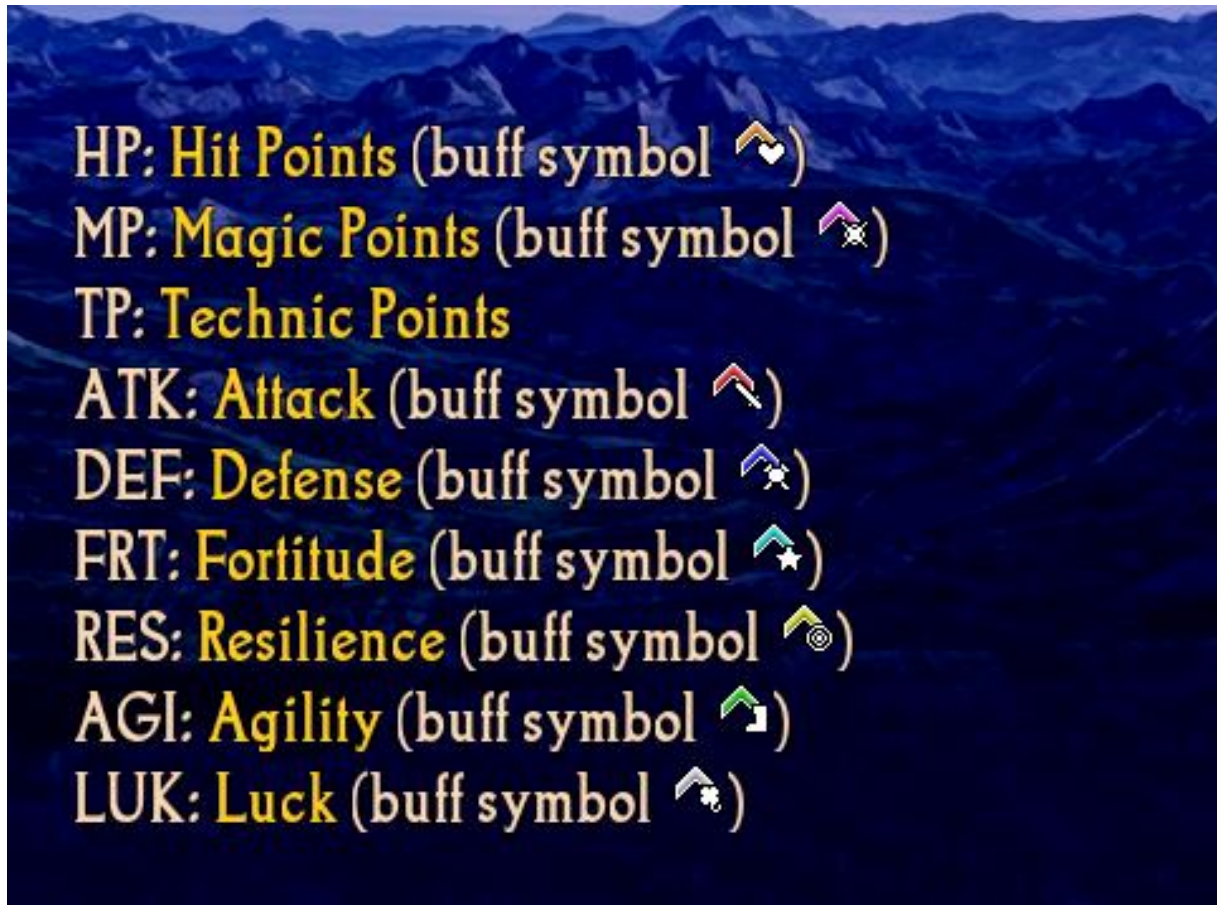 HP: Hit Points (buff symbol )
MP: Magic Points (buff symbol )
TP: Technic Points
ATK: Attack (buff symbol )
DEF: Defense (buff symbol )
FRT: Fortitude (buff symbol )
RES: Resilience (buff symbol )
AGI: Agility (buff symbol )
LUK: Luck (buff symbol )